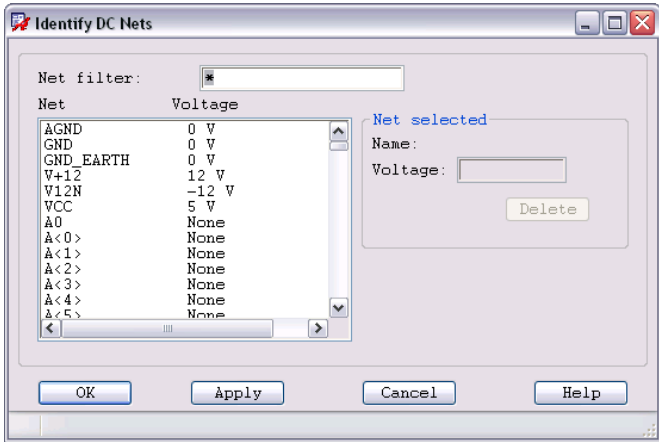 Identify DC Nets
Net filter: *
Net Voltage
AGND 0 V
GND 0 V
GND_EARTH 0 V
V+12 12 V
V12N -12 V
VCC 5 V
A0 None
A<0> None
A<1> None
A<2> None
A<3> None
A<4> None
A<5> None
Net selected
Name:
Voltage:
Delete
OK Apply Cancel Help